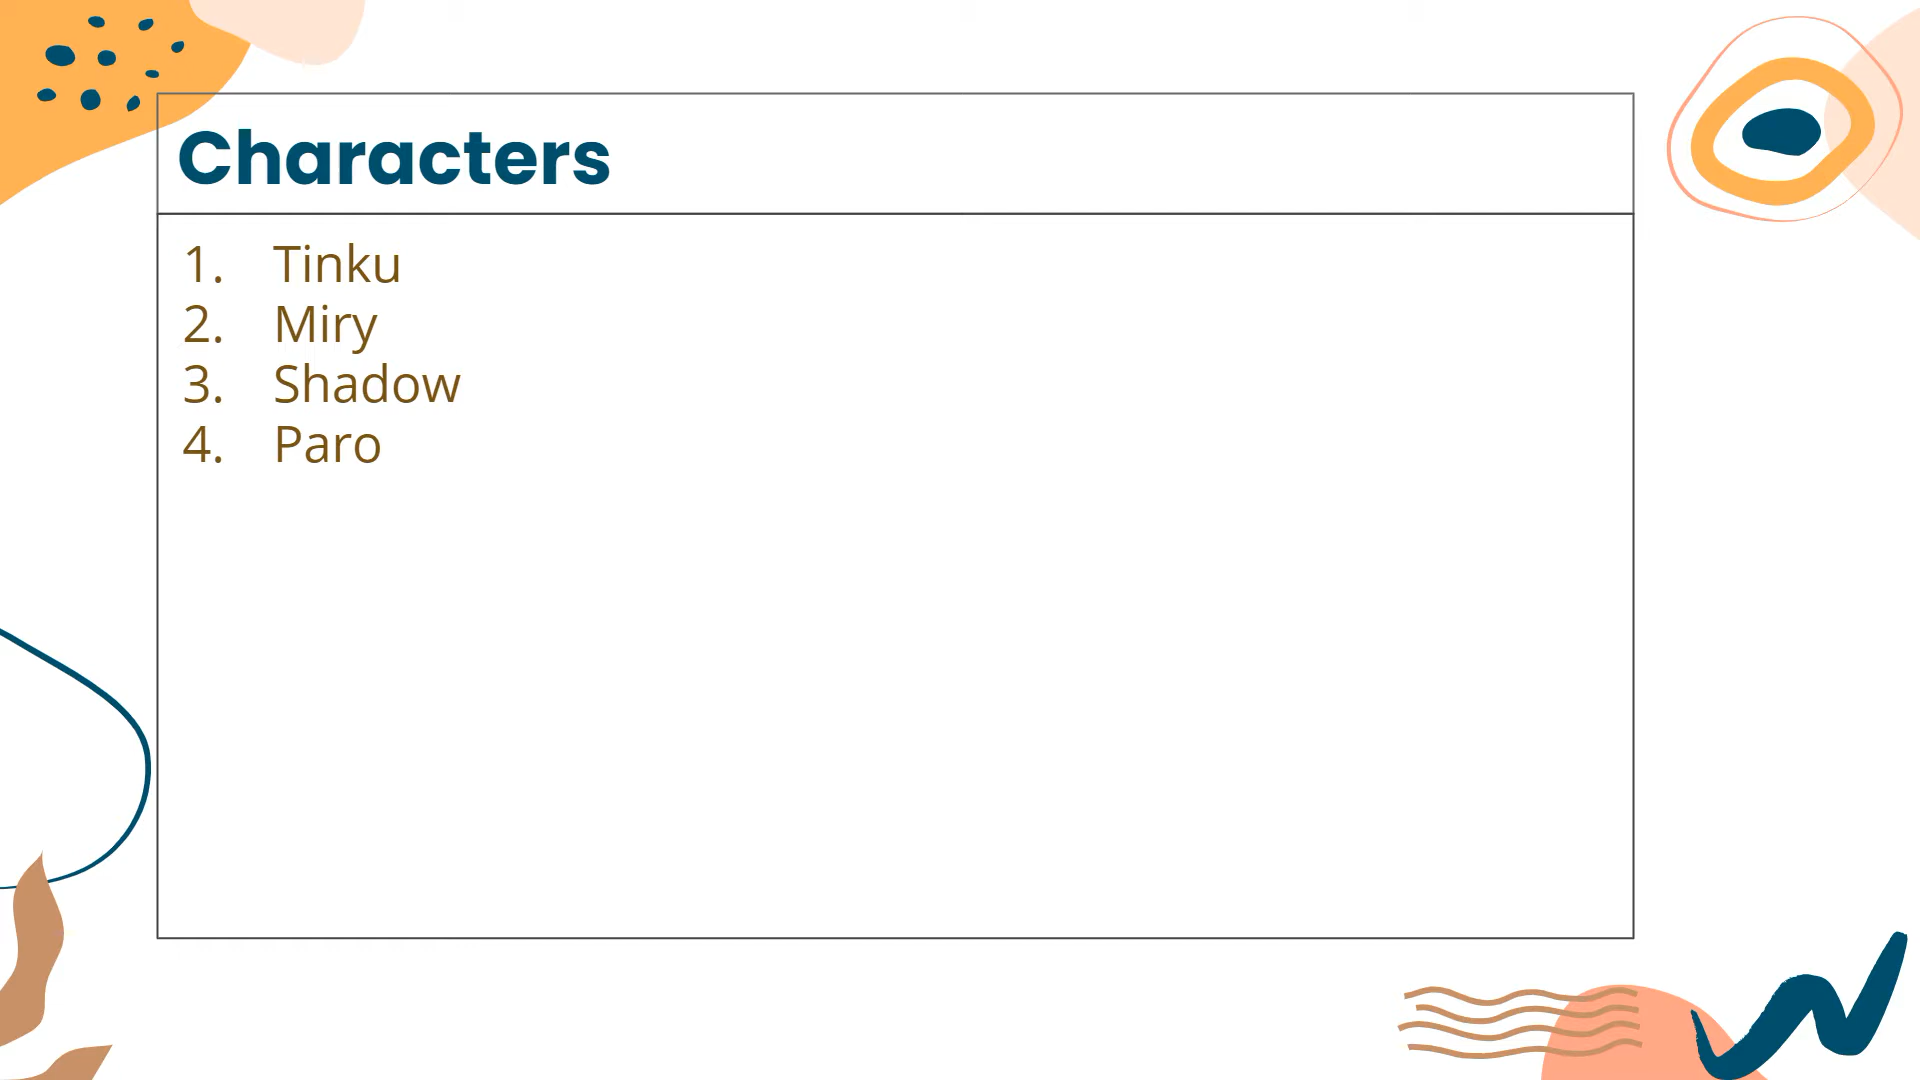 Characters
1. Tinku
2. Miry
3. Shadow
4. Paro